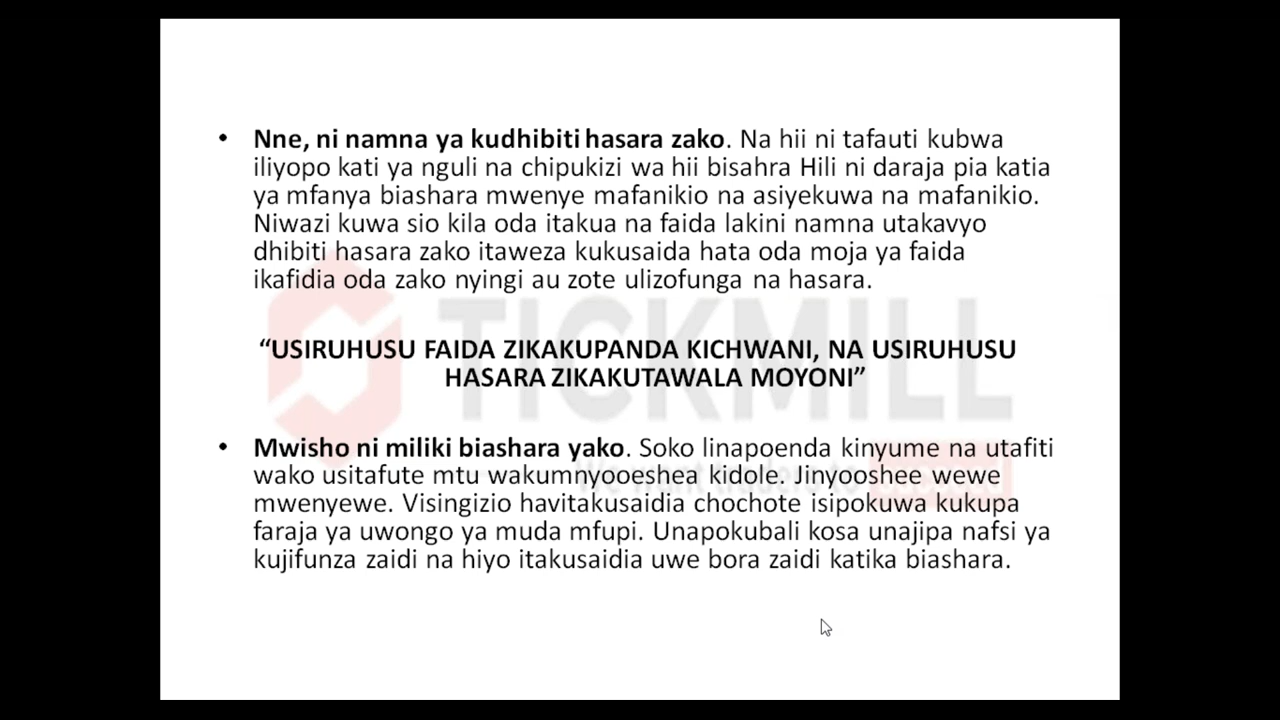 • Nne, ni namna ya kudhibiti hasara zako. Na hii ni tafauti kubwa
iliyopo kati ya nguli na chipukizi wa hii bisahra Hili ni daraja pia katia
ya mfanya biashara mwenye mafanikio na asiyekuwa na mafanikio.
Niwazi kuwa sio kila oda itakua na faida lakini namna utakavyo
dhibiti hasara zako itaweza kukusaida hata oda moja ya faida
ikafidia oda zako nyingi au zote ulizofunga na hasara.
TICKMILL
“USIRUHUSU FAIDA ZIKAKUPANDA KICHWANI, NA USIRUHUSU
HASARA ZIKAKUTAWALA MOYONI”
• Mwisho ni miliki biashara yako. Soko linapoenda kinyume na utafiti
wako usitafute mtu wakumnyooeshea kidole. Jinyooshee wewe
mwenyewe. Visingizio havitakusaidia chochote isipokuwa kukupa
faraja ya uwongo ya muda mfupi. Unapokubali kosa unajipa nafsi ya
kujifunza zaidi na hiyo itakusaidia uwe bora zaidi katika biashara.
We want traders to